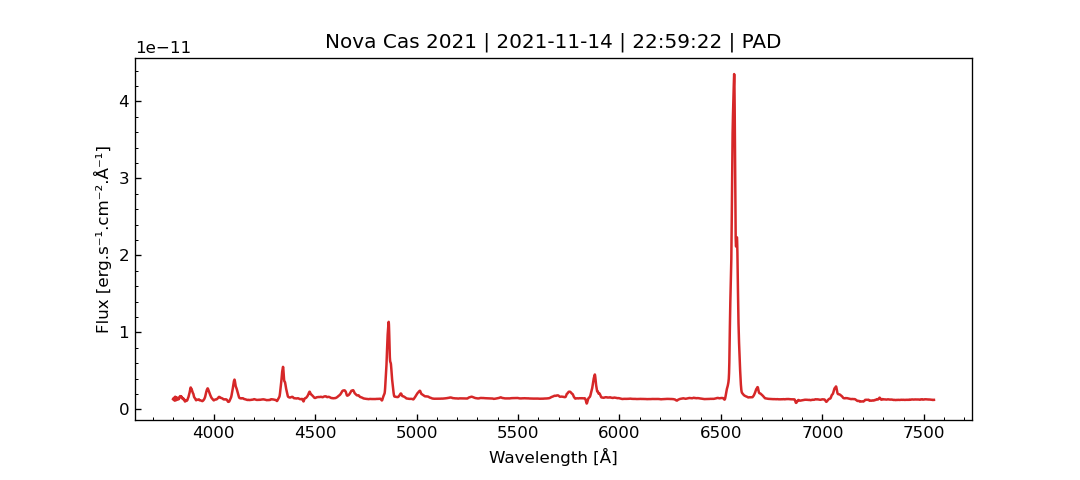 Nova Cas 2021 | 2021-11-14 | 22:59:22 | PAD
1e−11
4
3
2
1
0
Flux [erg.s⁻¹.cm⁻².Å⁻¹]
4000 4500 5000 5500 6000 6500 7000 7500
Wavelength [Å]